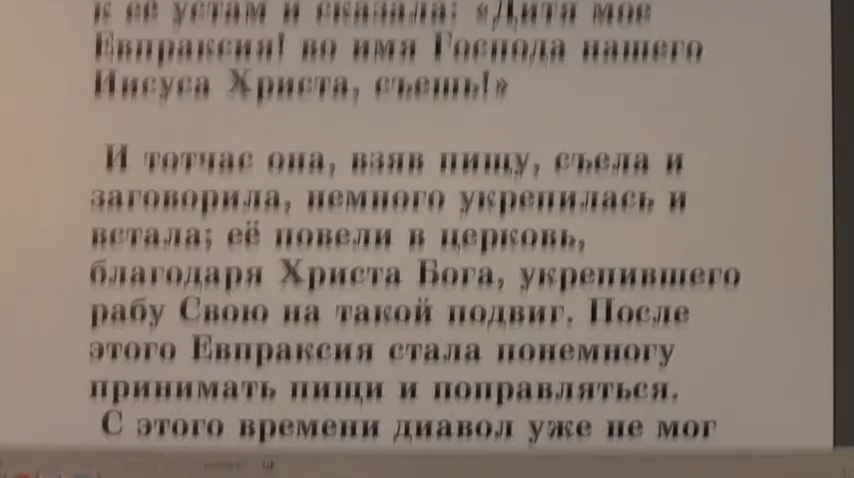 к её устам и сказала: «Дитя мое
Евпраксия! во имя Господа нашего
Иисуса Христа, съешь!»
И тотчас она, взяв пищу, съела и
заговорила, немного укрепилась и
встала; её повели в церковь,
благодаря Христа Бога, укрепившего
рабу Свою на такой подвиг. После
этого Евпраксия стала понемногу
принимать пищи и поправляться.
С этого времени диавол уже не мог